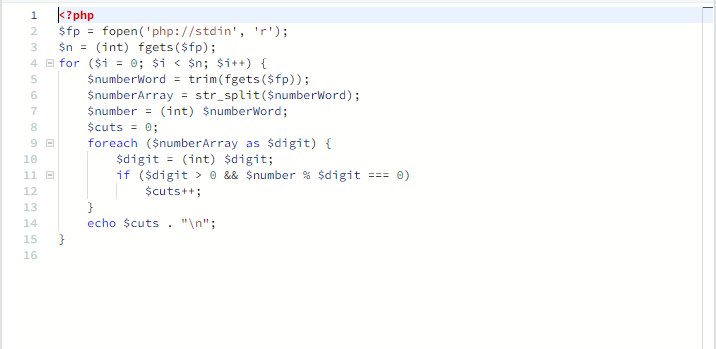 1 <?php
2 $fp = fopen('php://stdin', 'r');
3 $n = (int) fgets($fp);
4 for ($i = 0; $i < $n; $i++) {
5     $numberWord = trim(fgets($fp));
6     $numberArray = str_split($numberWord);
7     $number = (int) $numberWord;
8     $cuts = 0;
9     foreach ($numberArray as $digit) {
10         $digit = (int) $digit;
11         if ($digit > 0 && $number % $digit === 0)
12             $cuts++;
13     }
14     echo $cuts . "\n";
15 }
16